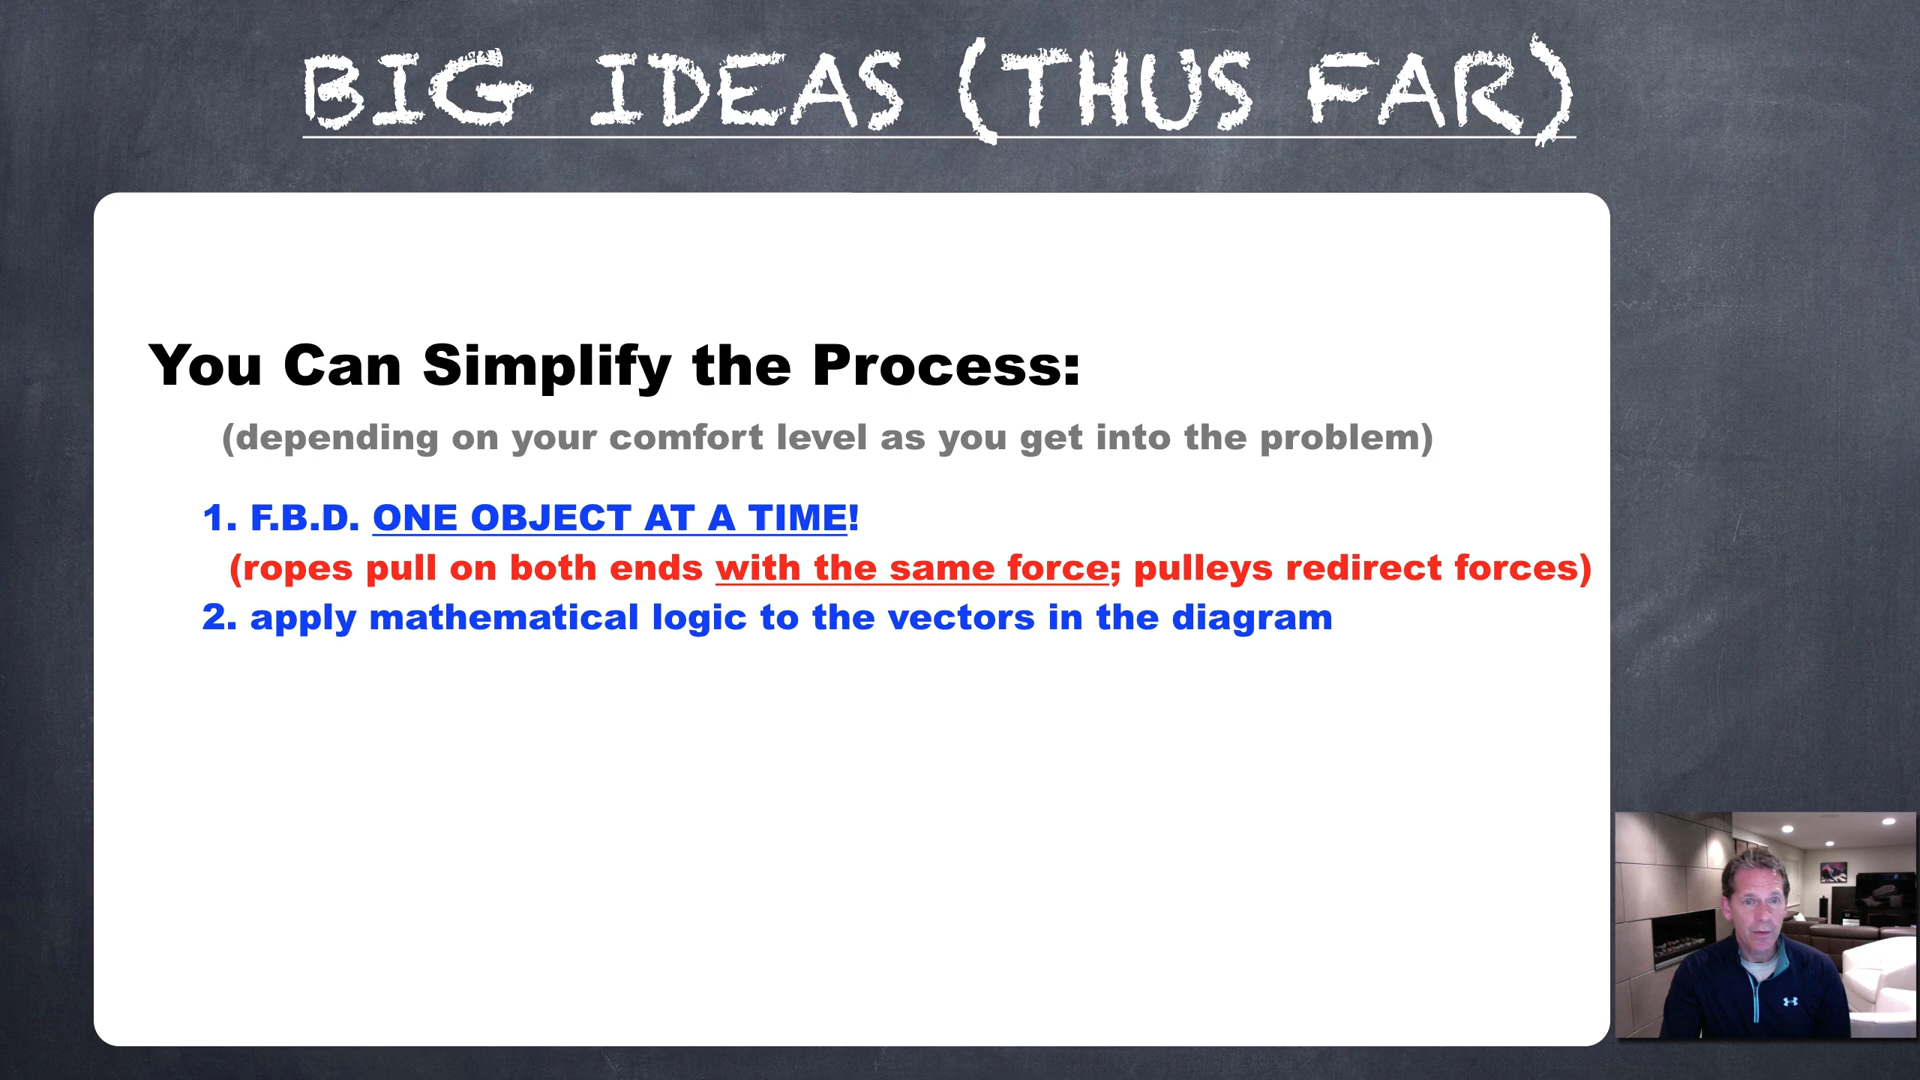 BIG IDEAS (THUS FAR)
You Can Simplify the Process:
(depending on your comfort level as you get into the problem)
1. F.B.D. ONE OBJECT AT A TIME!
(ropes pull on both ends with the same force; pulleys redirect forces)
2. apply mathematical logic to the vectors in the diagram